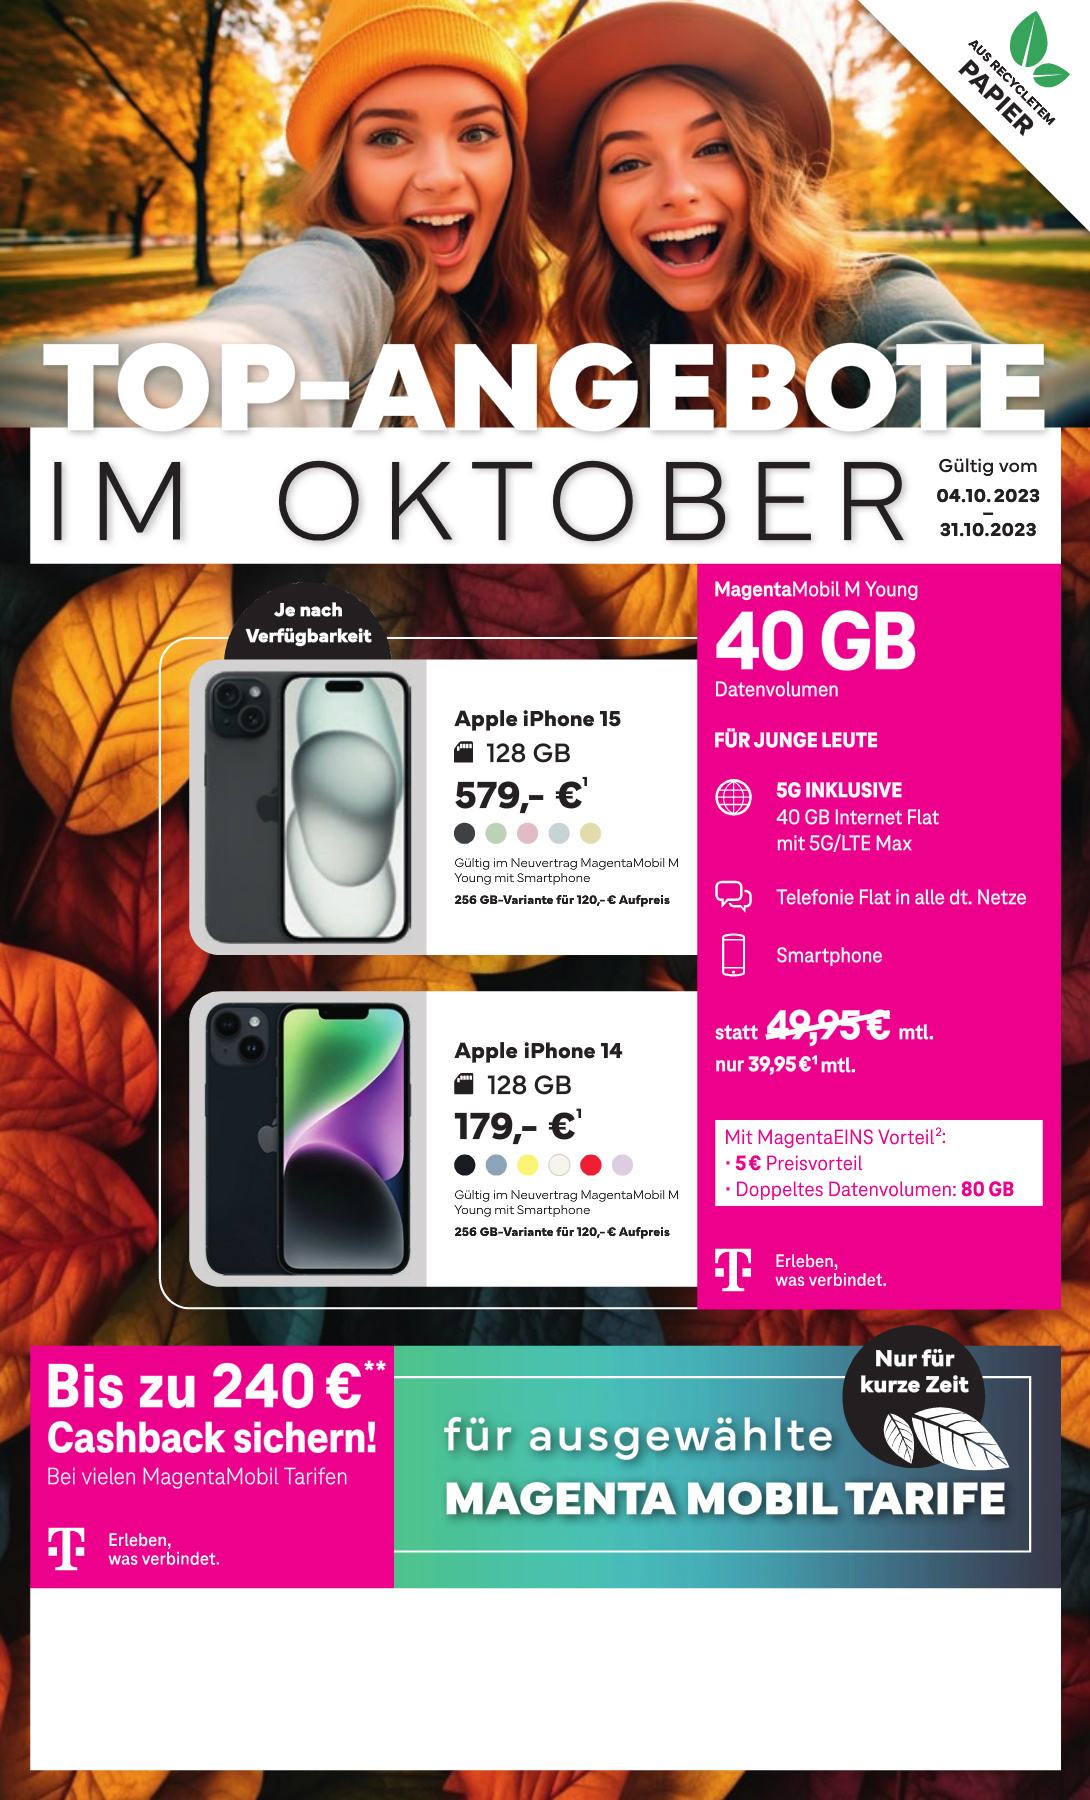 AUS RECYCLETEM
PAPIER
TOP-ANGEBOTE
IM OKTOBER
Gültig vom
04.10.2023
–
31.10.2023
Je nach
Verfügbarkeit
Apple iPhone 15
128 GB
579,- €¹
Gültig im Neuvertrag MagentaMobil M
Young mit Smartphone
256 GB-Variante für 120,- € Aufpreis
Apple iPhone 14
128 GB
179,- €¹
Gültig im Neuvertrag MagentaMobil M
Young mit Smartphone
256 GB-Variante für 120,- € Aufpreis
MagentaMobil M Young
40 GB
Datenvolumen
FÜR JUNGE LEUTE
5G INKLUSIVE
40 GB Internet Flat
mit 5G/LTE Max
Telefonie Flat in alle dt. Netze
Smartphone
statt 49,95 € mtl.
nur 39,95 €¹ mtl.
Mit MagentaEINS Vorteil²:
· 5 € Preisvorteil
· Doppeltes Datenvolumen: 80 GB
T
Erleben,
was verbindet.
Bis zu 240 €**
Cashback sichern!
Bei vielen MagentaMobil Tarifen
T
Erleben,
was verbindet.
Nur für
kurze Zeit
für ausgewählte
MAGENTA MOBIL TARIFE